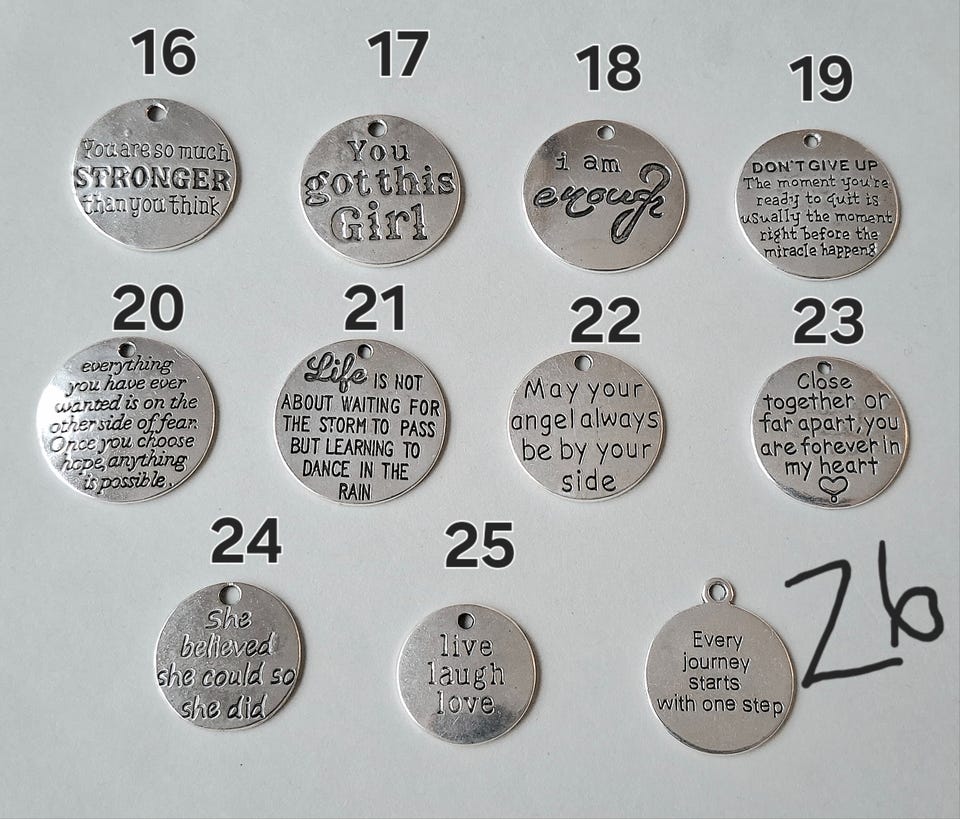 16
You are so much
STRONGER
than you think
17
You
got this
Girl
18
i am
enough
19
DON'T GIVE UP
The moment you're
ready to quit is
usually the moment
right before the
miracle happens
20
everything
you have ever
wanted is on the
other side of fear.
Once you choose
hope, anything
is possible.
21
Life IS NOT
ABOUT WAITING FOR
THE STORM TO PASS
BUT LEARNING TO
DANCE IN THE
RAIN
22
May your
angel always
be by your
side
23
Close
together or
far apart, you
are forever in
my heart
24
she
believed
she could so
she did
25
live
laugh
love
26
Every
journey
starts
with one step